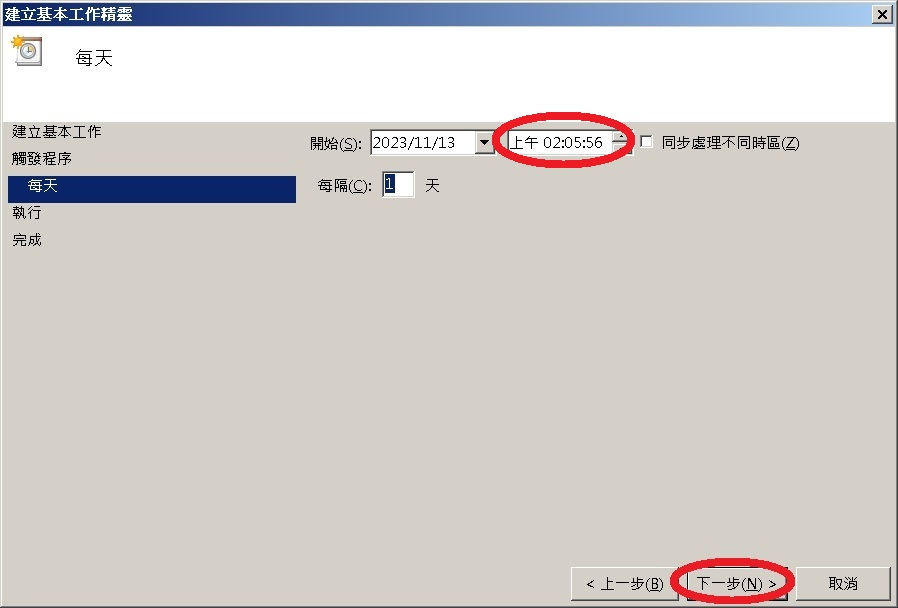 建立基本工作精靈
每天
建立基本工作
觸發程序
每天
執行
完成
開始(S): 2023/11/13 上午 02:05:56 同步處理不同時區(Z)
每隔(C): 1 天
< 上一步(B) 下一步(N) > 取消